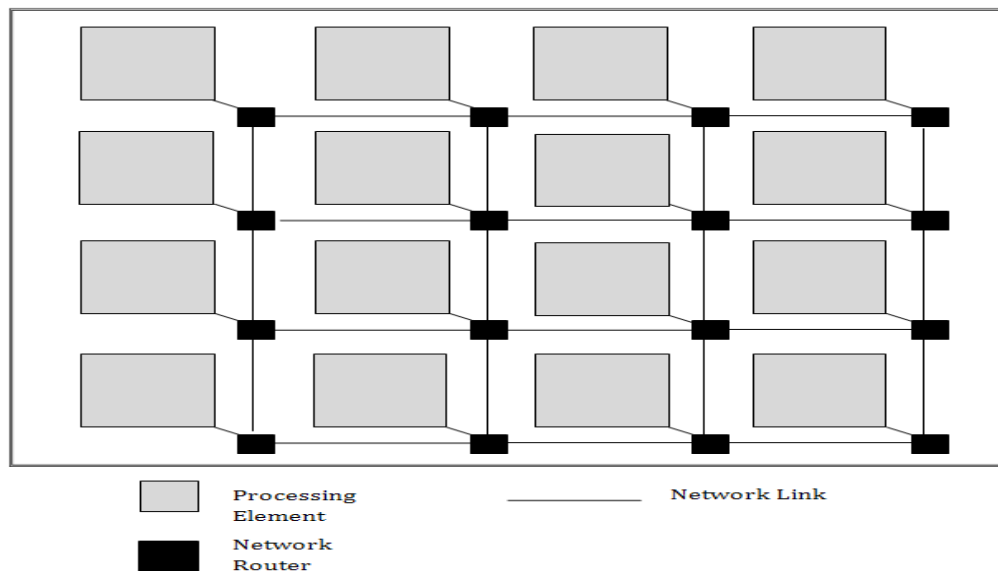 Processing
Element
Network Link
Network
Router